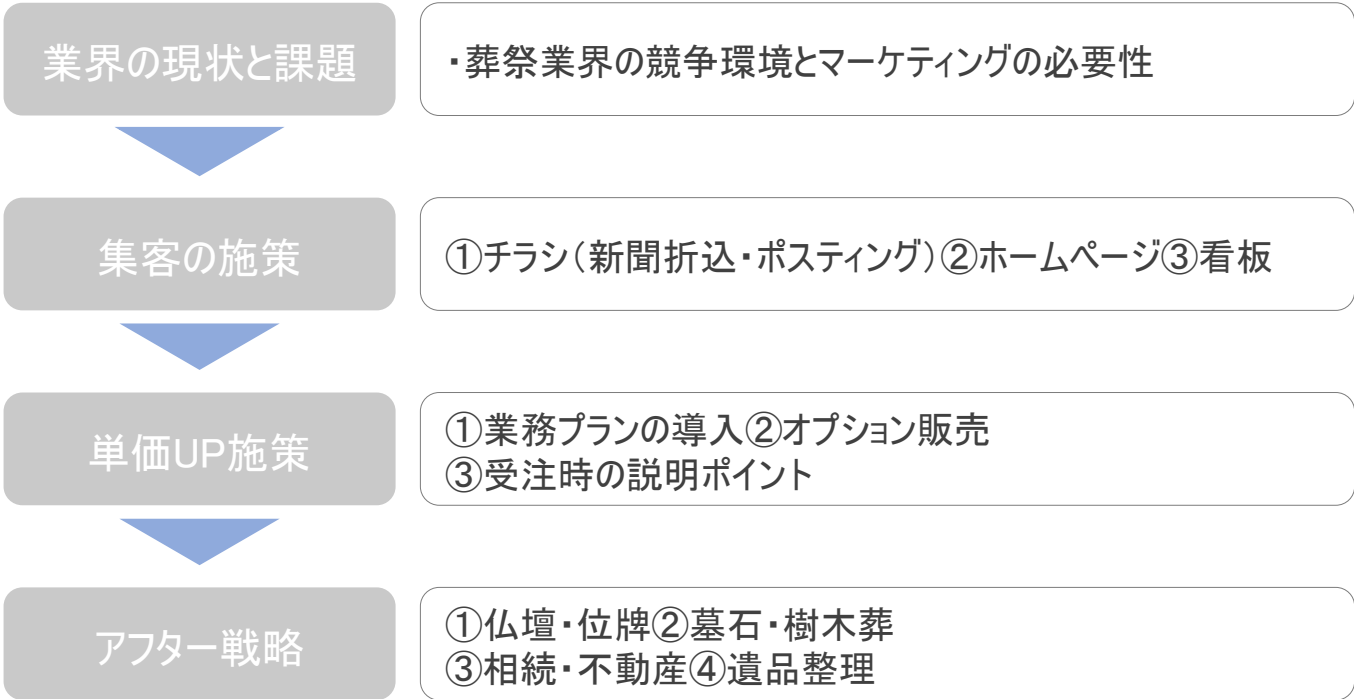 業界の現状と課題
・葬祭業界の競争環境とマーケティングの必要性
集客の施策
①チラシ（新聞折込・ポスティング）②ホームページ③看板
単価UP施策
①業務プランの導入②オプション販売
③受注時の説明ポイント
アフター戦略
①仏壇・位牌②墓石・樹木葬
③相続・不動産④遺品整理